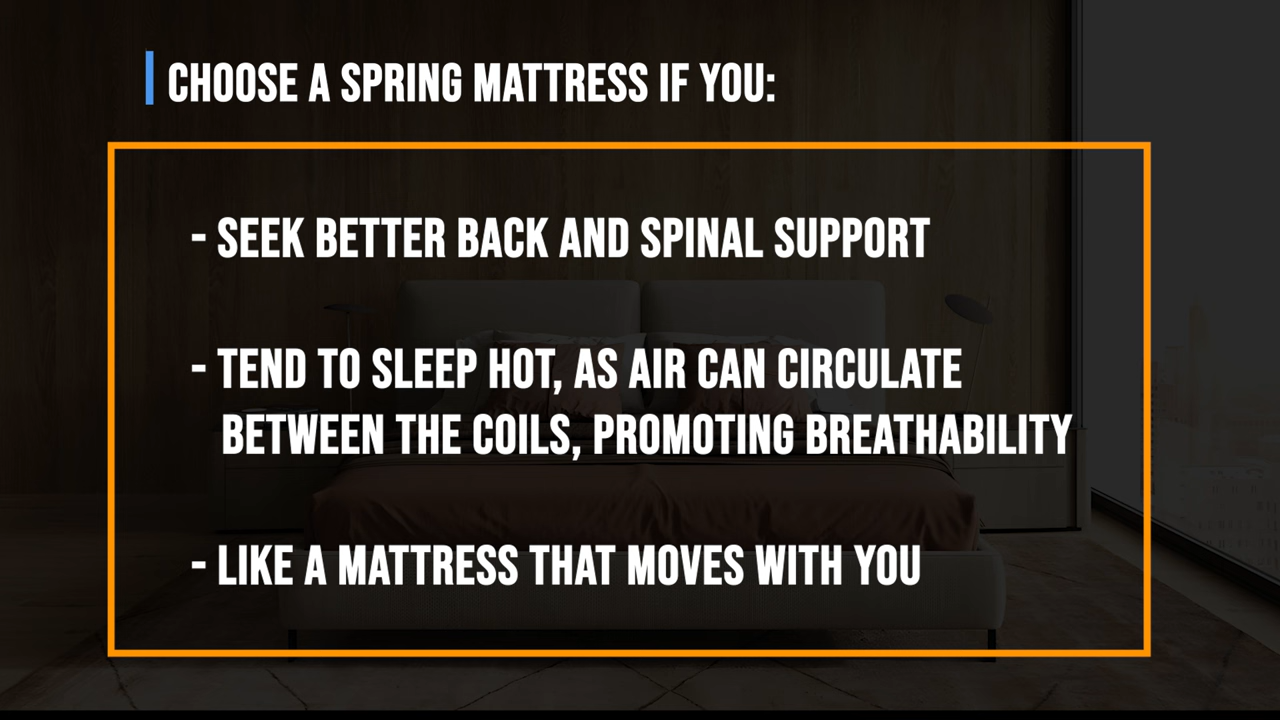 CHOOSE A SPRING MATTRESS IF YOU:
- SEEK BETTER BACK AND SPINAL SUPPORT
- TEND TO SLEEP HOT, AS AIR CAN CIRCULATE
BETWEEN THE COILS, PROMOTING BREATHABILITY
- LIKE A MATTRESS THAT MOVES WITH YOU